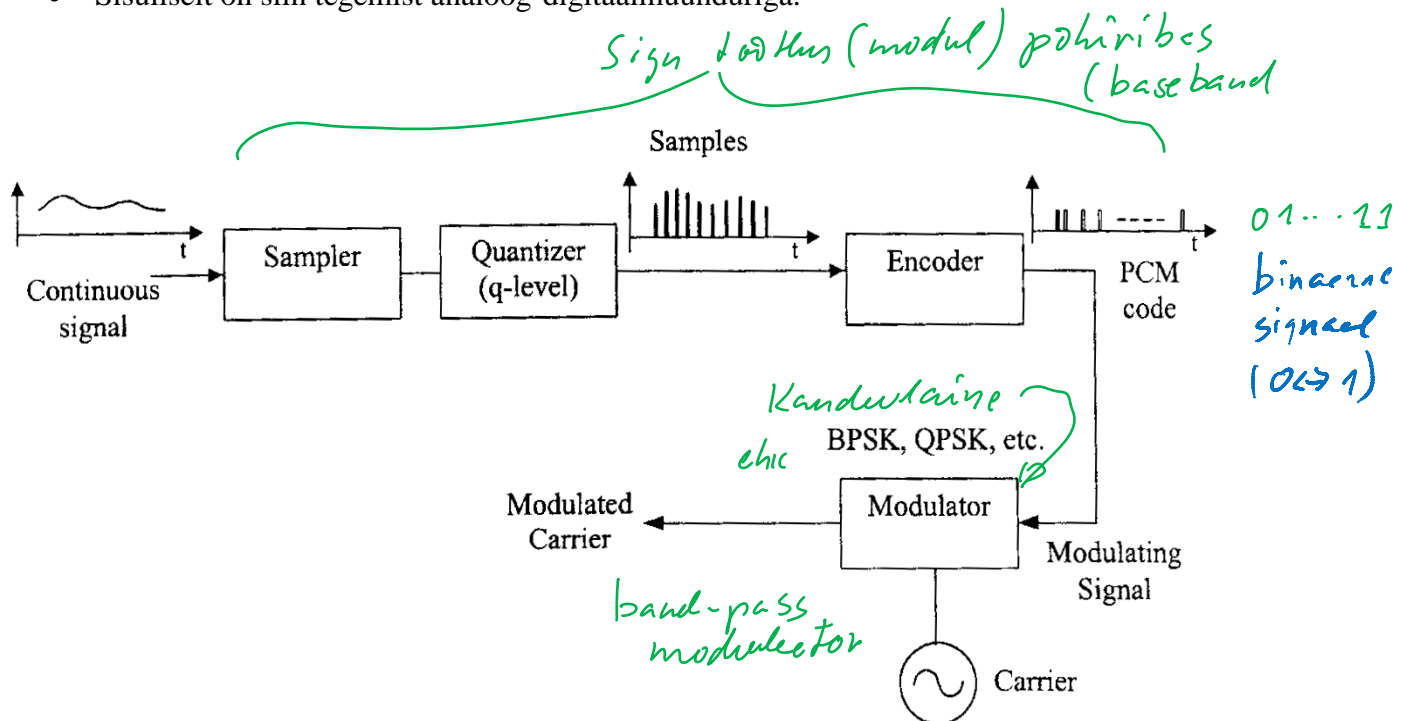 Sisuliselt on siin tegemist analoog-digitaalmuunduriga.
Sign töötlus (modul) põhiribas
(baseband
Samples
t
t
t
Continuous
signal
Sampler
Quantizer
(q-level)
Encoder
PCM
code
01...11
binaerne
signaal
(0↔1)
Kandevlaine
ehk
BPSK, QPSK, etc.
Modulated
Carrier
Modulator
Modulating
Signal
band-pass
modulaator
Carrier